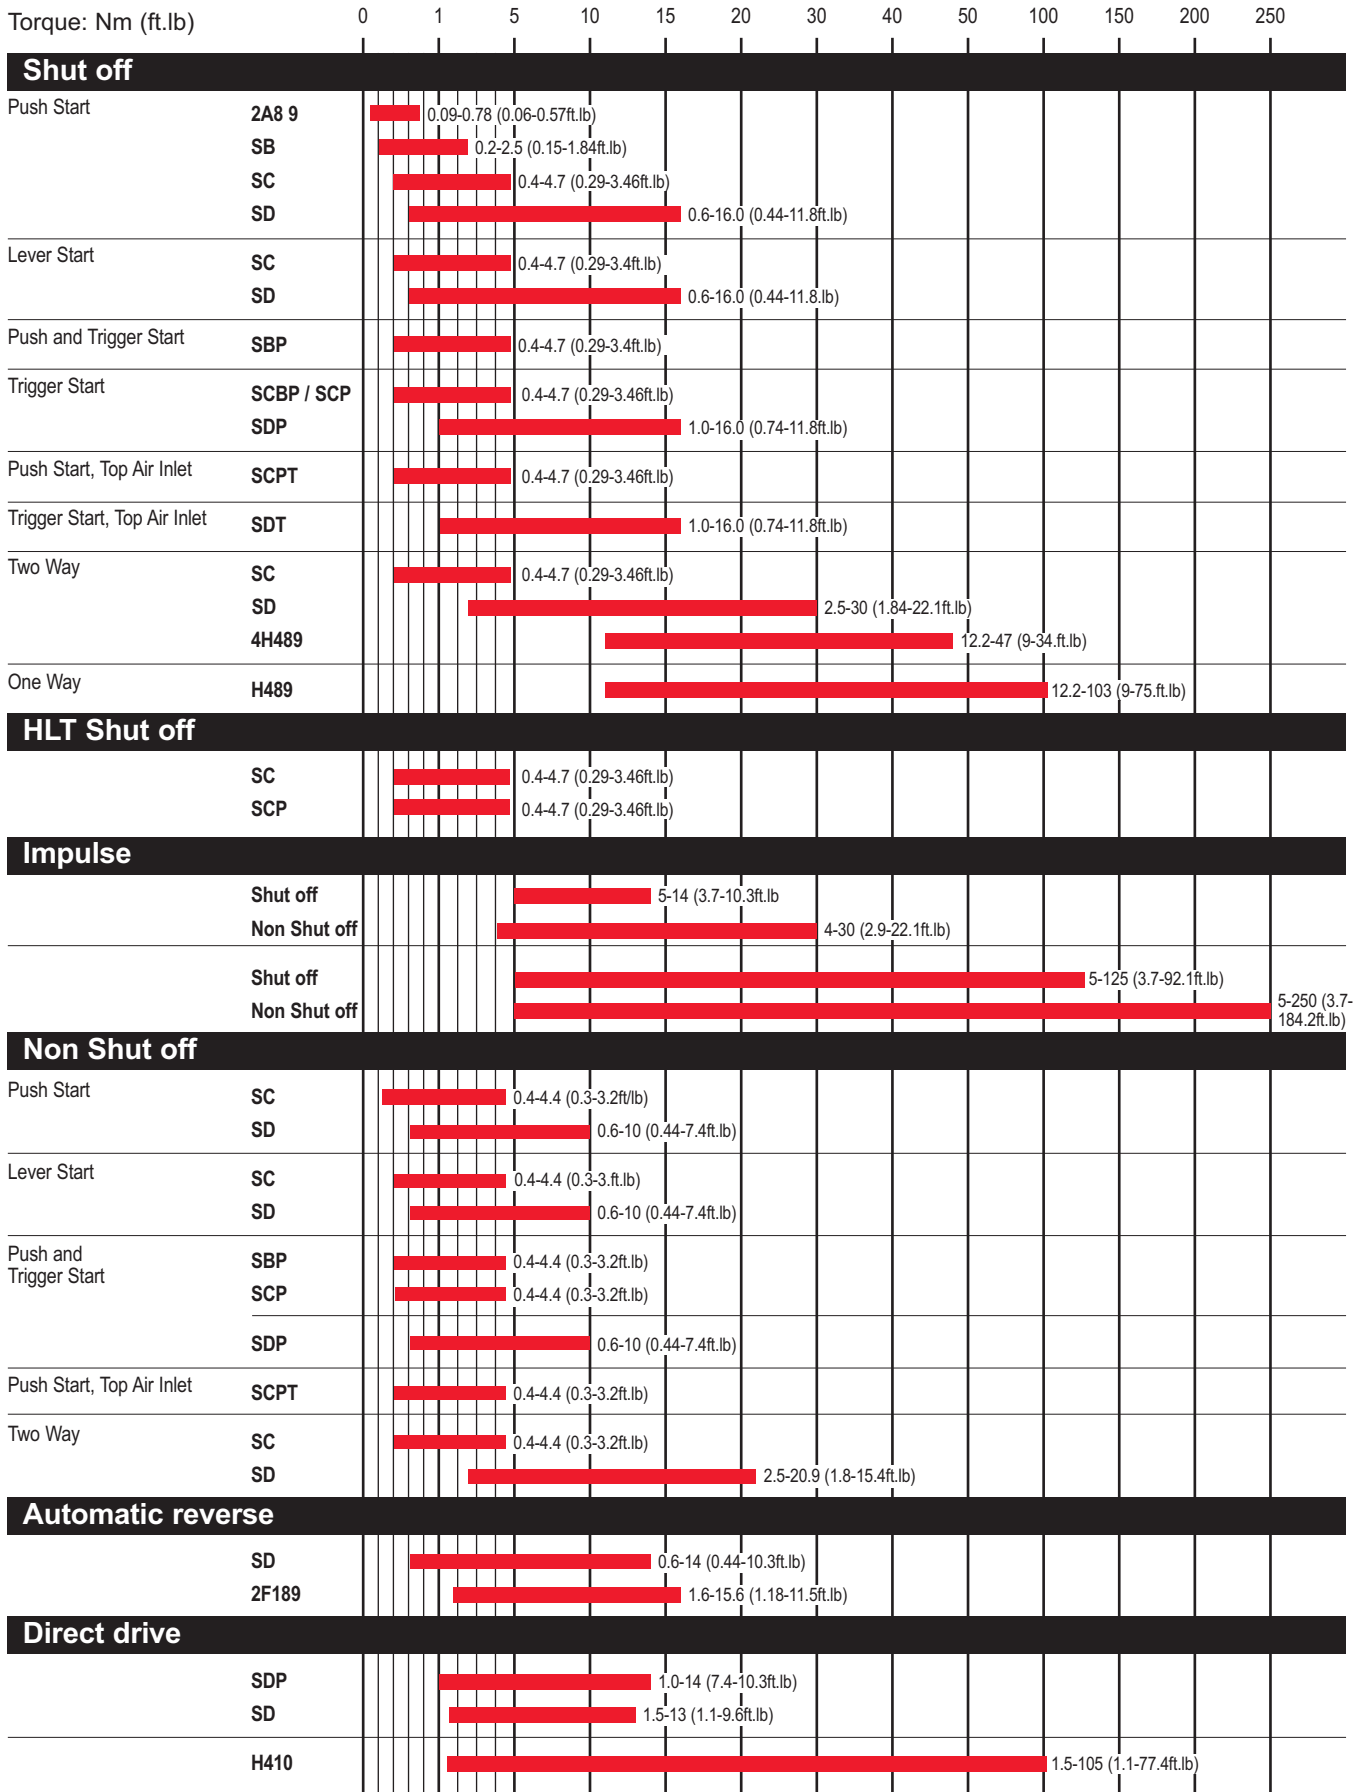 Torque: Nm (ft.lb) 0 1 5 10 15 20 30 40 50 100 150 200 250
Shut off
Push Start 2A8 9 0.09-0.78 (0.06-0.57ft.lb)
SB 0.2-2.5 (0.15-1.84ft.lb)
SC 0.4-4.7 (0.29-3.46ft.lb)
SD 0.6-16.0 (0.44-11.8ft.lb)
Lever Start SC 0.4-4.7 (0.29-3.4ft.lb)
SD 0.6-16.0 (0.44-11.8.lb)
Push and Trigger Start SBP 0.4-4.7 (0.29-3.4ft.lb)
Trigger Start SCBP / SCP 0.4-4.7 (0.29-3.46ft.lb)
SDP 1.0-16.0 (0.74-11.8ft.lb)
Push Start, Top Air Inlet SCPT 0.4-4.7 (0.29-3.46ft.lb)
Trigger Start, Top Air Inlet SDT 1.0-16.0 (0.74-11.8ft.lb)
Two Way SC 0.4-4.7 (0.29-3.46ft.lb)
SD 2.5-30 (1.84-22.1ft.lb)
4H489 12.2-47 (9-34.ft.lb)
One Way H489 12.2-103 (9-75.ft.lb)
HLT Shut off
SC 0.4-4.7 (0.29-3.46ft.lb)
SCP 0.4-4.7 (0.29-3.46ft.lb)
Impulse
Shut off 5-14 (3.7-10.3ft.lb
Non Shut off 4-30 (2.9-22.1ft.lb)
Shut off 5-125 (3.7-92.1ft.lb)
Non Shut off 5-250 (3.7-
184.2ft.lb)
Non Shut off
Push Start SC 0.4-4.4 (0.3-3.2ft/lb)
SD 0.6-10 (0.44-7.4ft.lb)
Lever Start SC 0.4-4.4 (0.3-3.ft.lb)
SD 0.6-10 (0.44-7.4ft.lb)
Push and
Trigger Start SBP 0.4-4.4 (0.3-3.2ft.lb)
SCP 0.4-4.4 (0.3-3.2ft.lb)
SDP 0.6-10 (0.44-7.4ft.lb)
Push Start, Top Air Inlet SCPT 0.4-4.4 (0.3-3.2ft.lb)
Two Way SC 0.4-4.4 (0.3-3.2ft.lb)
SD 2.5-20.9 (1.8-15.4ft.lb)
Automatic reverse
SD 0.6-14 (0.44-10.3ft.lb)
2F189 1.6-15.6 (1.18-11.5ft.lb)
Direct drive
SDP 1.0-14 (7.4-10.3ft.lb)
SD 1.5-13 (1.1-9.6ft.lb)
H410 1.5-105 (1.1-77.4ft.lb)